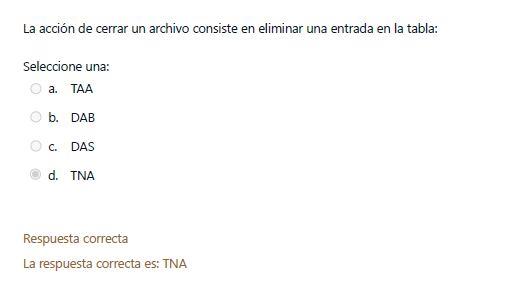 La acción de cerrar un archivo consiste en eliminar una entrada en la tabla:
Seleccione una:
a. TAA
b. DAB
c. DAS
d. TNA
Respuesta correcta
La respuesta correcta es: TNA